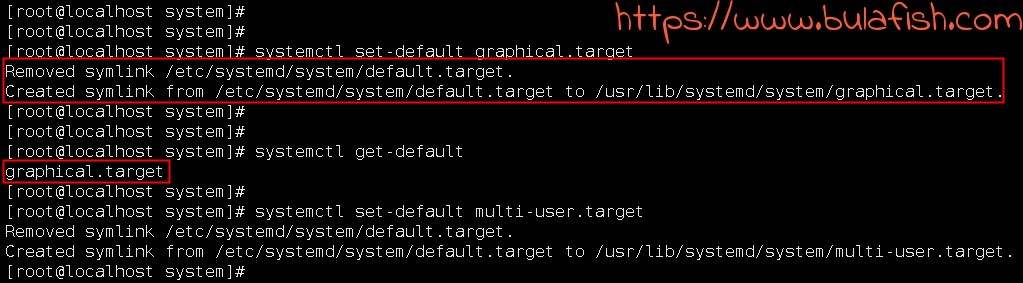 https://www.bulafish.com
[root@localhost system]#
[root@localhost system]#
[root@localhost system]# systemctl set-default graphical.target
Removed symlink /etc/systemd/system/default.target.
Created symlink from /etc/systemd/system/default.target to /usr/lib/systemd/system/graphical.target.
[root@localhost system]#
[root@localhost system]#
[root@localhost system]# systemctl get-default
graphical.target
[root@localhost system]#
[root@localhost system]# systemctl set-default multi-user.target
Removed symlink /etc/systemd/system/default.target.
Created symlink from /etc/systemd/system/default.target to /usr/lib/systemd/system/multi-user.target.
[root@localhost system]#